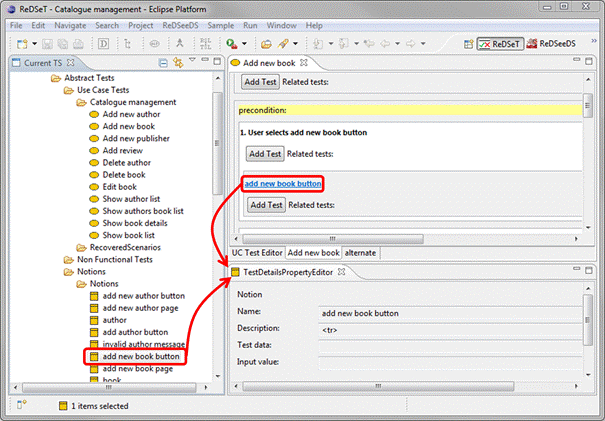 ReDSeT - Catalogue management - Eclipse Platform
File Edit Navigate Search Project ReDSeeDS ReSample Run Window Help
ReDSeT ReDSeeDS
Current TS
Abstract Tests
Use Case Tests
Catalogue management
Add new author
Add new book
Add new publisher
Add review
Delete author
Delete book
Edit book
Show author list
Show authors book list
Show book details
Show book list
RecoveredScenarios
Non Functional Tests
Notions
Notions
add new author button
add new author page
author
add author button
invalid author message
add new book button
add new book page
book
Add new book
Add Test Related tests:
precondition:
1. User selects add new book button
Add Test Related tests:
add new book button
Add Test Related tests:
UC Test Editor Add new book alternate
TestDetailsPropertyEditor
Notion
Name: add new book button
Description: <tr>
Test data:
Input value:
1 items selected